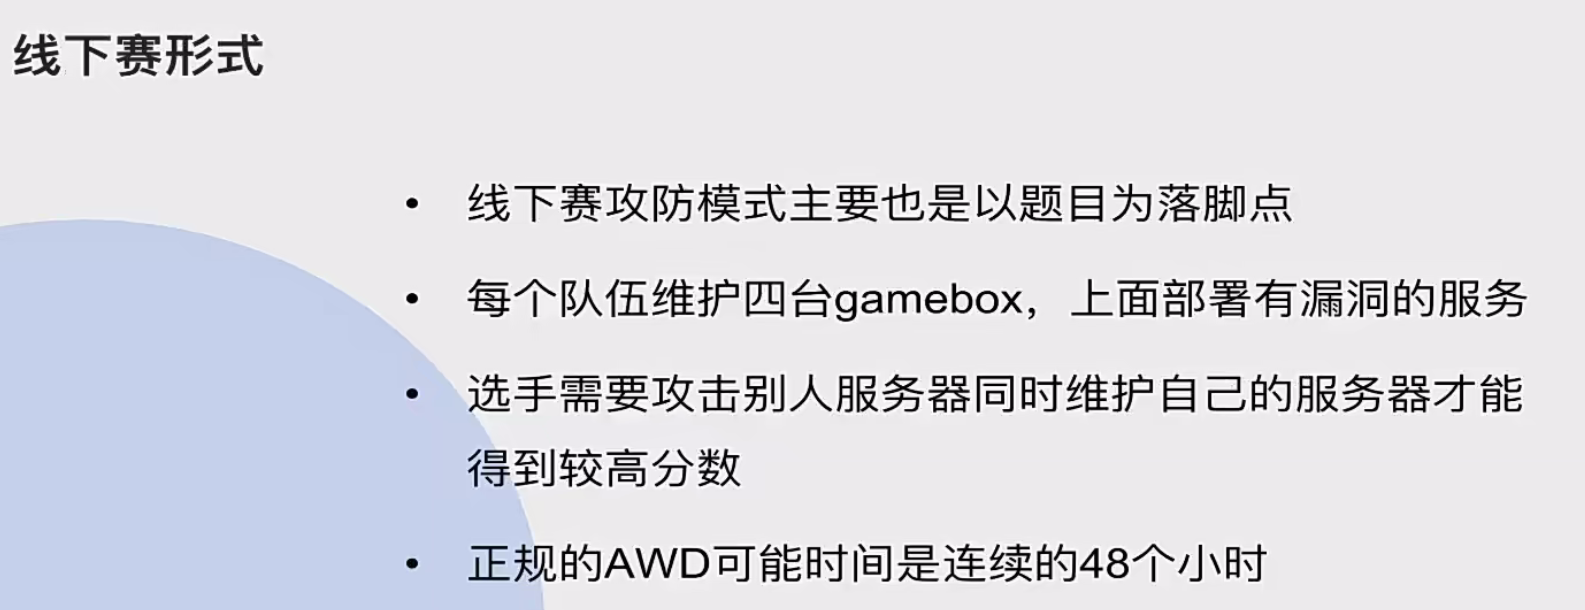 线下赛形式
• 线下赛攻防模式主要也是以题目为落脚点
• 每个队伍维护四台gamebox，上面部署有漏洞的服务
• 选手需要攻击别人服务器同时维护自己的服务器才能
得到较高分数
• 正规的AWD可能时间是连续的48个小时